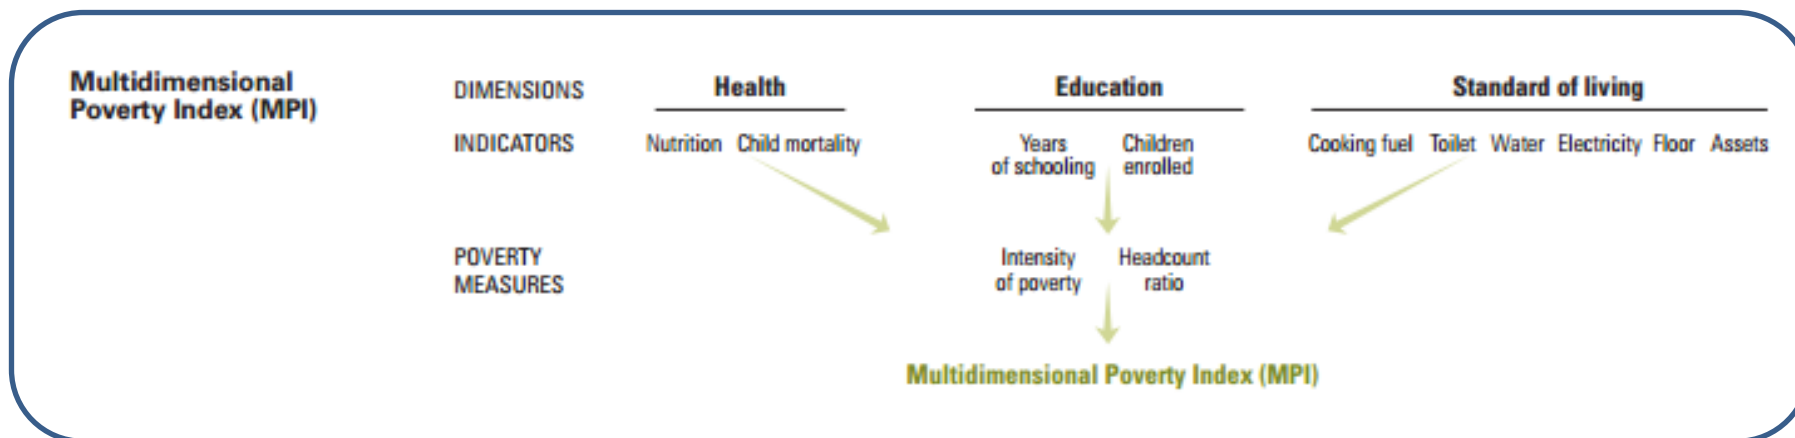 Multidimensional
Poverty Index (MPI)
DIMENSIONS Health Education Standard of living
INDICATORS Nutrition Child mortality Years of schooling Children enrolled Cooking fuel Toilet Water Electricity Floor Assets
POVERTY MEASURES Intensity of poverty Headcount ratio
Multidimensional Poverty Index (MPI)